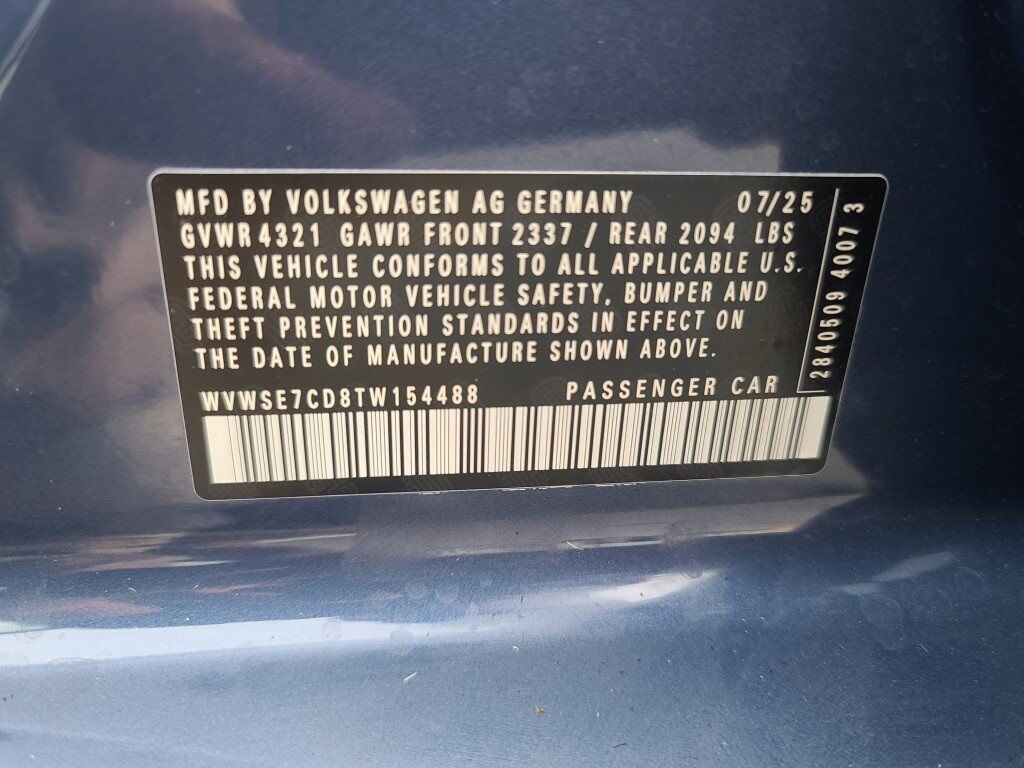 MFD BY VOLKSWAGEN AG GERMANY 07/25
GVWR 4321 GAWR FRONT 2337 / REAR 2094 LBS
THIS VEHICLE CONFORMS TO ALL APPLICABLE U.S.
FEDERAL MOTOR VEHICLE SAFETY, BUMPER AND
THEFT PREVENTION STANDARDS IN EFFECT ON
THE DATE OF MANUFACTURE SHOWN ABOVE.
WVWSE7CD8TW154488 PASSENGER CAR
2840509 4007 3